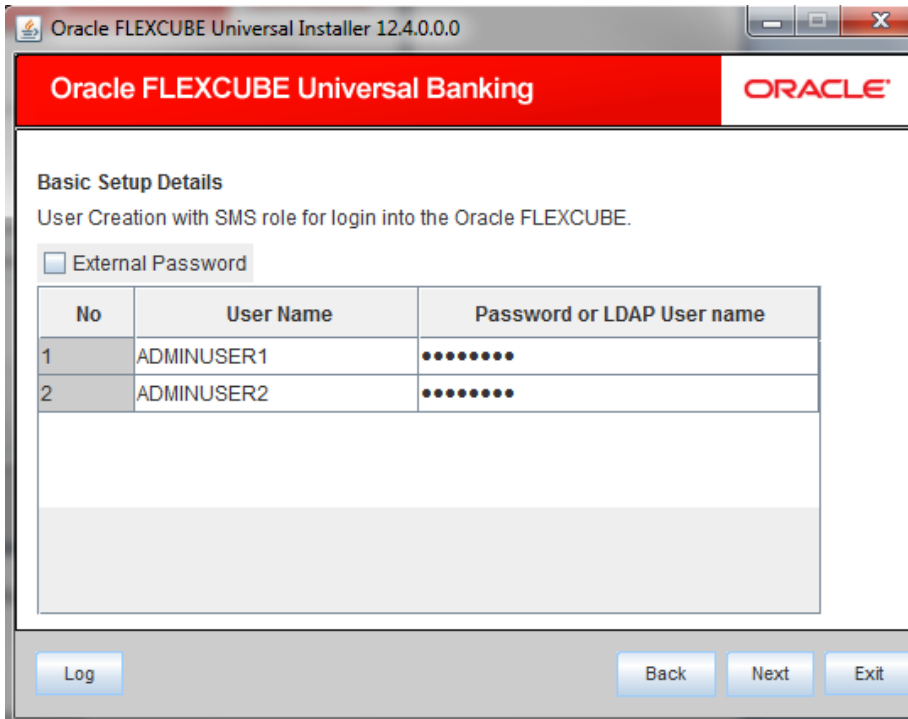 Oracle FLEXCUBE Universal Installer 12.4.0.0.0
Oracle FLEXCUBE Universal Banking
ORACLE
Basic Setup Details
User Creation with SMS role for login into the Oracle FLEXCUBE.
External Password
No User Name Password or LDAP User name
1 ADMINUSER1 ••••••••
2 ADMINUSER2 ••••••••
Log Back Next Exit